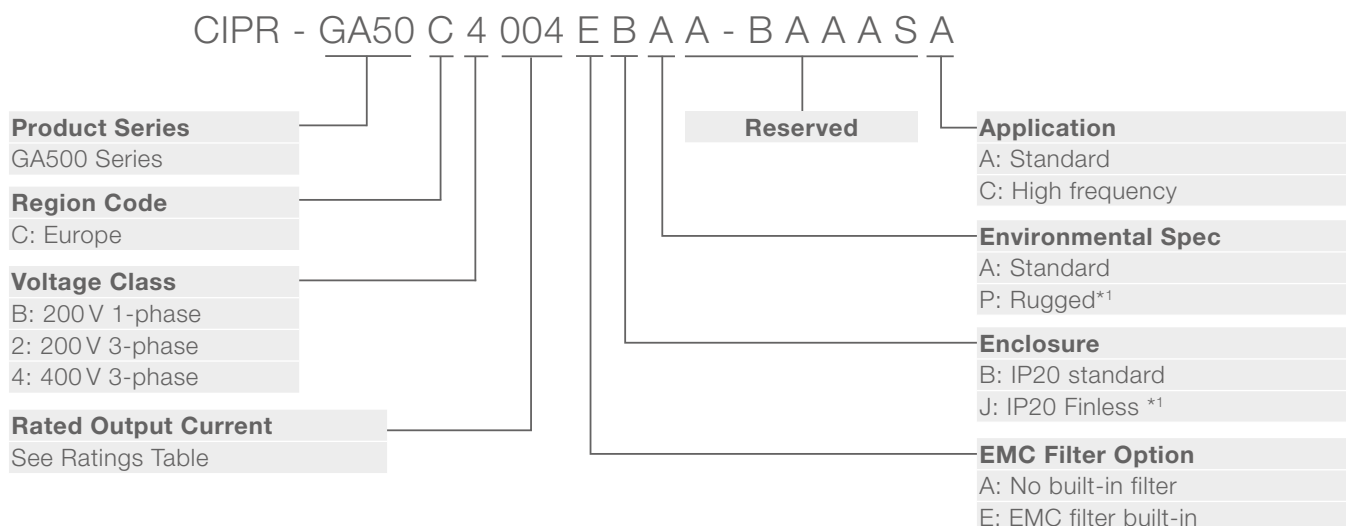 CIPR - GA50 C 4 004 E B A A - B A A A S A
Product Series
GA500 Series
Region Code
C: Europe
Voltage Class
B: 200 V 1-phase
2: 200 V 3-phase
4: 400 V 3-phase
Rated Output Current
See Ratings Table
Reserved
Application
A: Standard
C: High frequency
Environmental Spec
A: Standard
P: Rugged*1
Enclosure
B: IP20 standard
J: IP20 Finless *1
EMC Filter Option
A: No built-in filter
E: EMC filter built-in